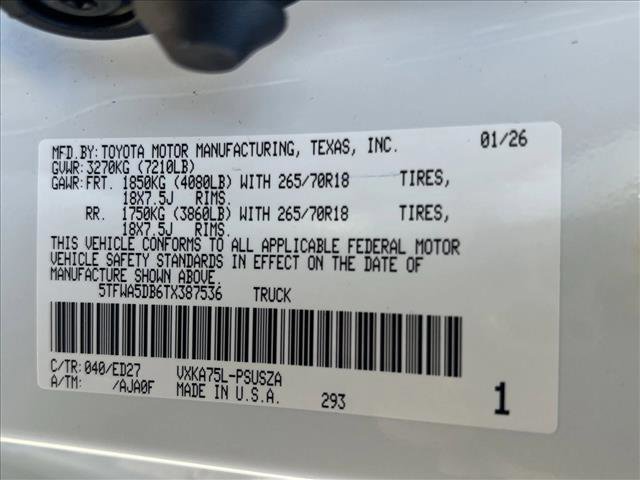 MFD.BY: TOYOTA MOTOR MANUFACTURING, TEXAS, INC. 01/26
GVWR: 3270KG (7210LB)
GAWR: FRT. 1850KG (4080LB) WITH 265/70R18 TIRES,
18X7.5J RIMS.
RR. 1750KG (3860LB) WITH 265/70R18 TIRES,
18X7.5J RIMS.
THIS VEHICLE CONFORMS TO ALL APPLICABLE FEDERAL MOTOR
VEHICLE SAFETY STANDARDS IN EFFECT ON THE DATE OF
MANUFACTURE SHOWN ABOVE.
5TFWA5DB6TX387536 TRUCK
C/TR: 040/ED27 VXKA75L-PSUSZA
A/TM: /AJA0F MADE IN U.S.A. 293 1